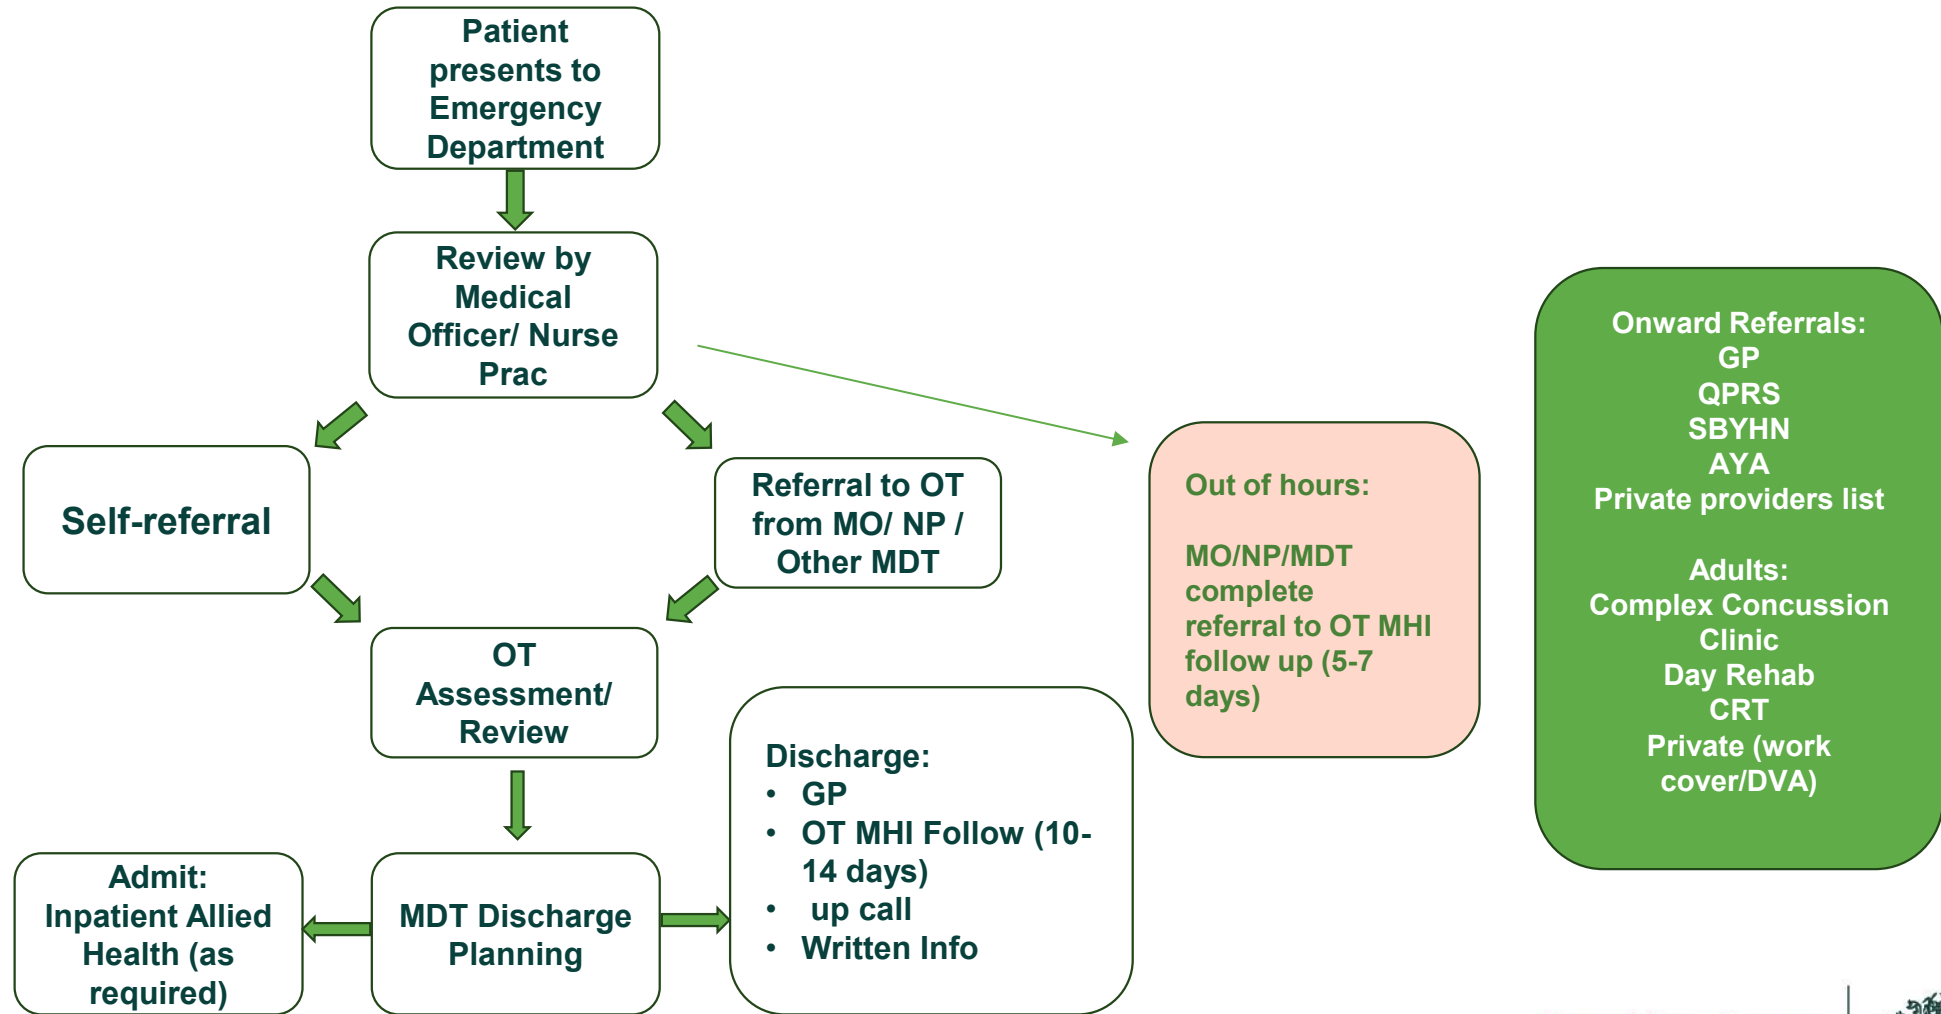 Patient
presents to
Emergency
Department
Review by
Medical
Officer/ Nurse
Prac
Self-referral
Referral to OT
from MO/ NP /
Other MDT
OT
Assessment/
Review
Admit:
Inpatient Allied
Health (as
required)
MDT Discharge
Planning
Discharge:
• GP
• OT MHI Follow (10-
14 days)
• up call
• Written Info
Out of hours:
MO/NP/MDT
complete
referral to OT MHI
follow up (5-7
days)
Onward Referrals:
GP
QPRS
SBYHN
AYA
Private providers list
Adults:
Complex Concussion
Clinic
Day Rehab
CRT
Private (work
cover/DVA)